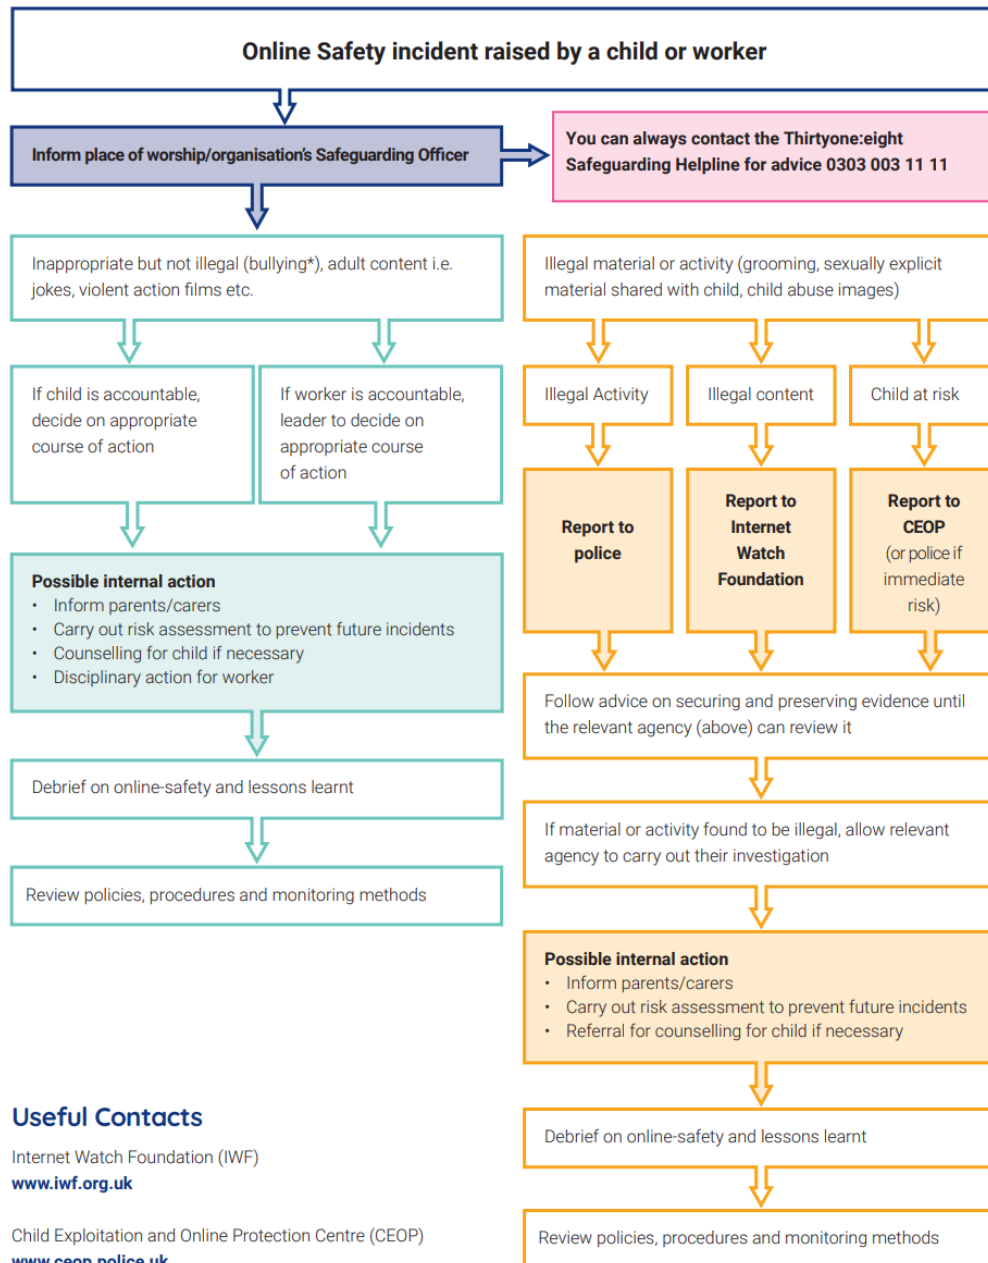 Online Safety incident raised by a child or worker
Inform place of worship/organisation's Safeguarding Officer
You can always contact the Thirtyone:eight
Safeguarding Helpline for advice 0303 003 11 11
Inappropriate but not illegal (bullying*), adult content i.e.
jokes, violent action films etc.
If child is accountable,
decide on appropriate
course of action
If worker is accountable,
leader to decide on
appropriate course
of action
Possible internal action
• Inform parents/carers
• Carry out risk assessment to prevent future incidents
• Counselling for child if necessary
• Disciplinary action for worker
Debrief on online-safety and lessons learnt
Review policies, procedures and monitoring methods
Illegal material or activity (grooming, sexually explicit
material shared with child, child abuse images)
Illegal Activity
Illegal content
Child at risk
Report to
police
Report to
Internet
Watch
Foundation
Report to
CEOP
(or police if
immediate
risk)
Follow advice on securing and preserving evidence until
the relevant agency (above) can review it
If material or activity found to be illegal, allow relevant
agency to carry out their investigation
Possible internal action
• Inform parents/carers
• Carry out risk assessment to prevent future incidents
• Referral for counselling for child if necessary
Debrief on online-safety and lessons learnt
Review policies, procedures and monitoring methods
Useful Contacts
Internet Watch Foundation (IWF)
www.iwf.org.uk
Child Exploitation and Online Protection Centre (CEOP)
www.ceop.police.uk